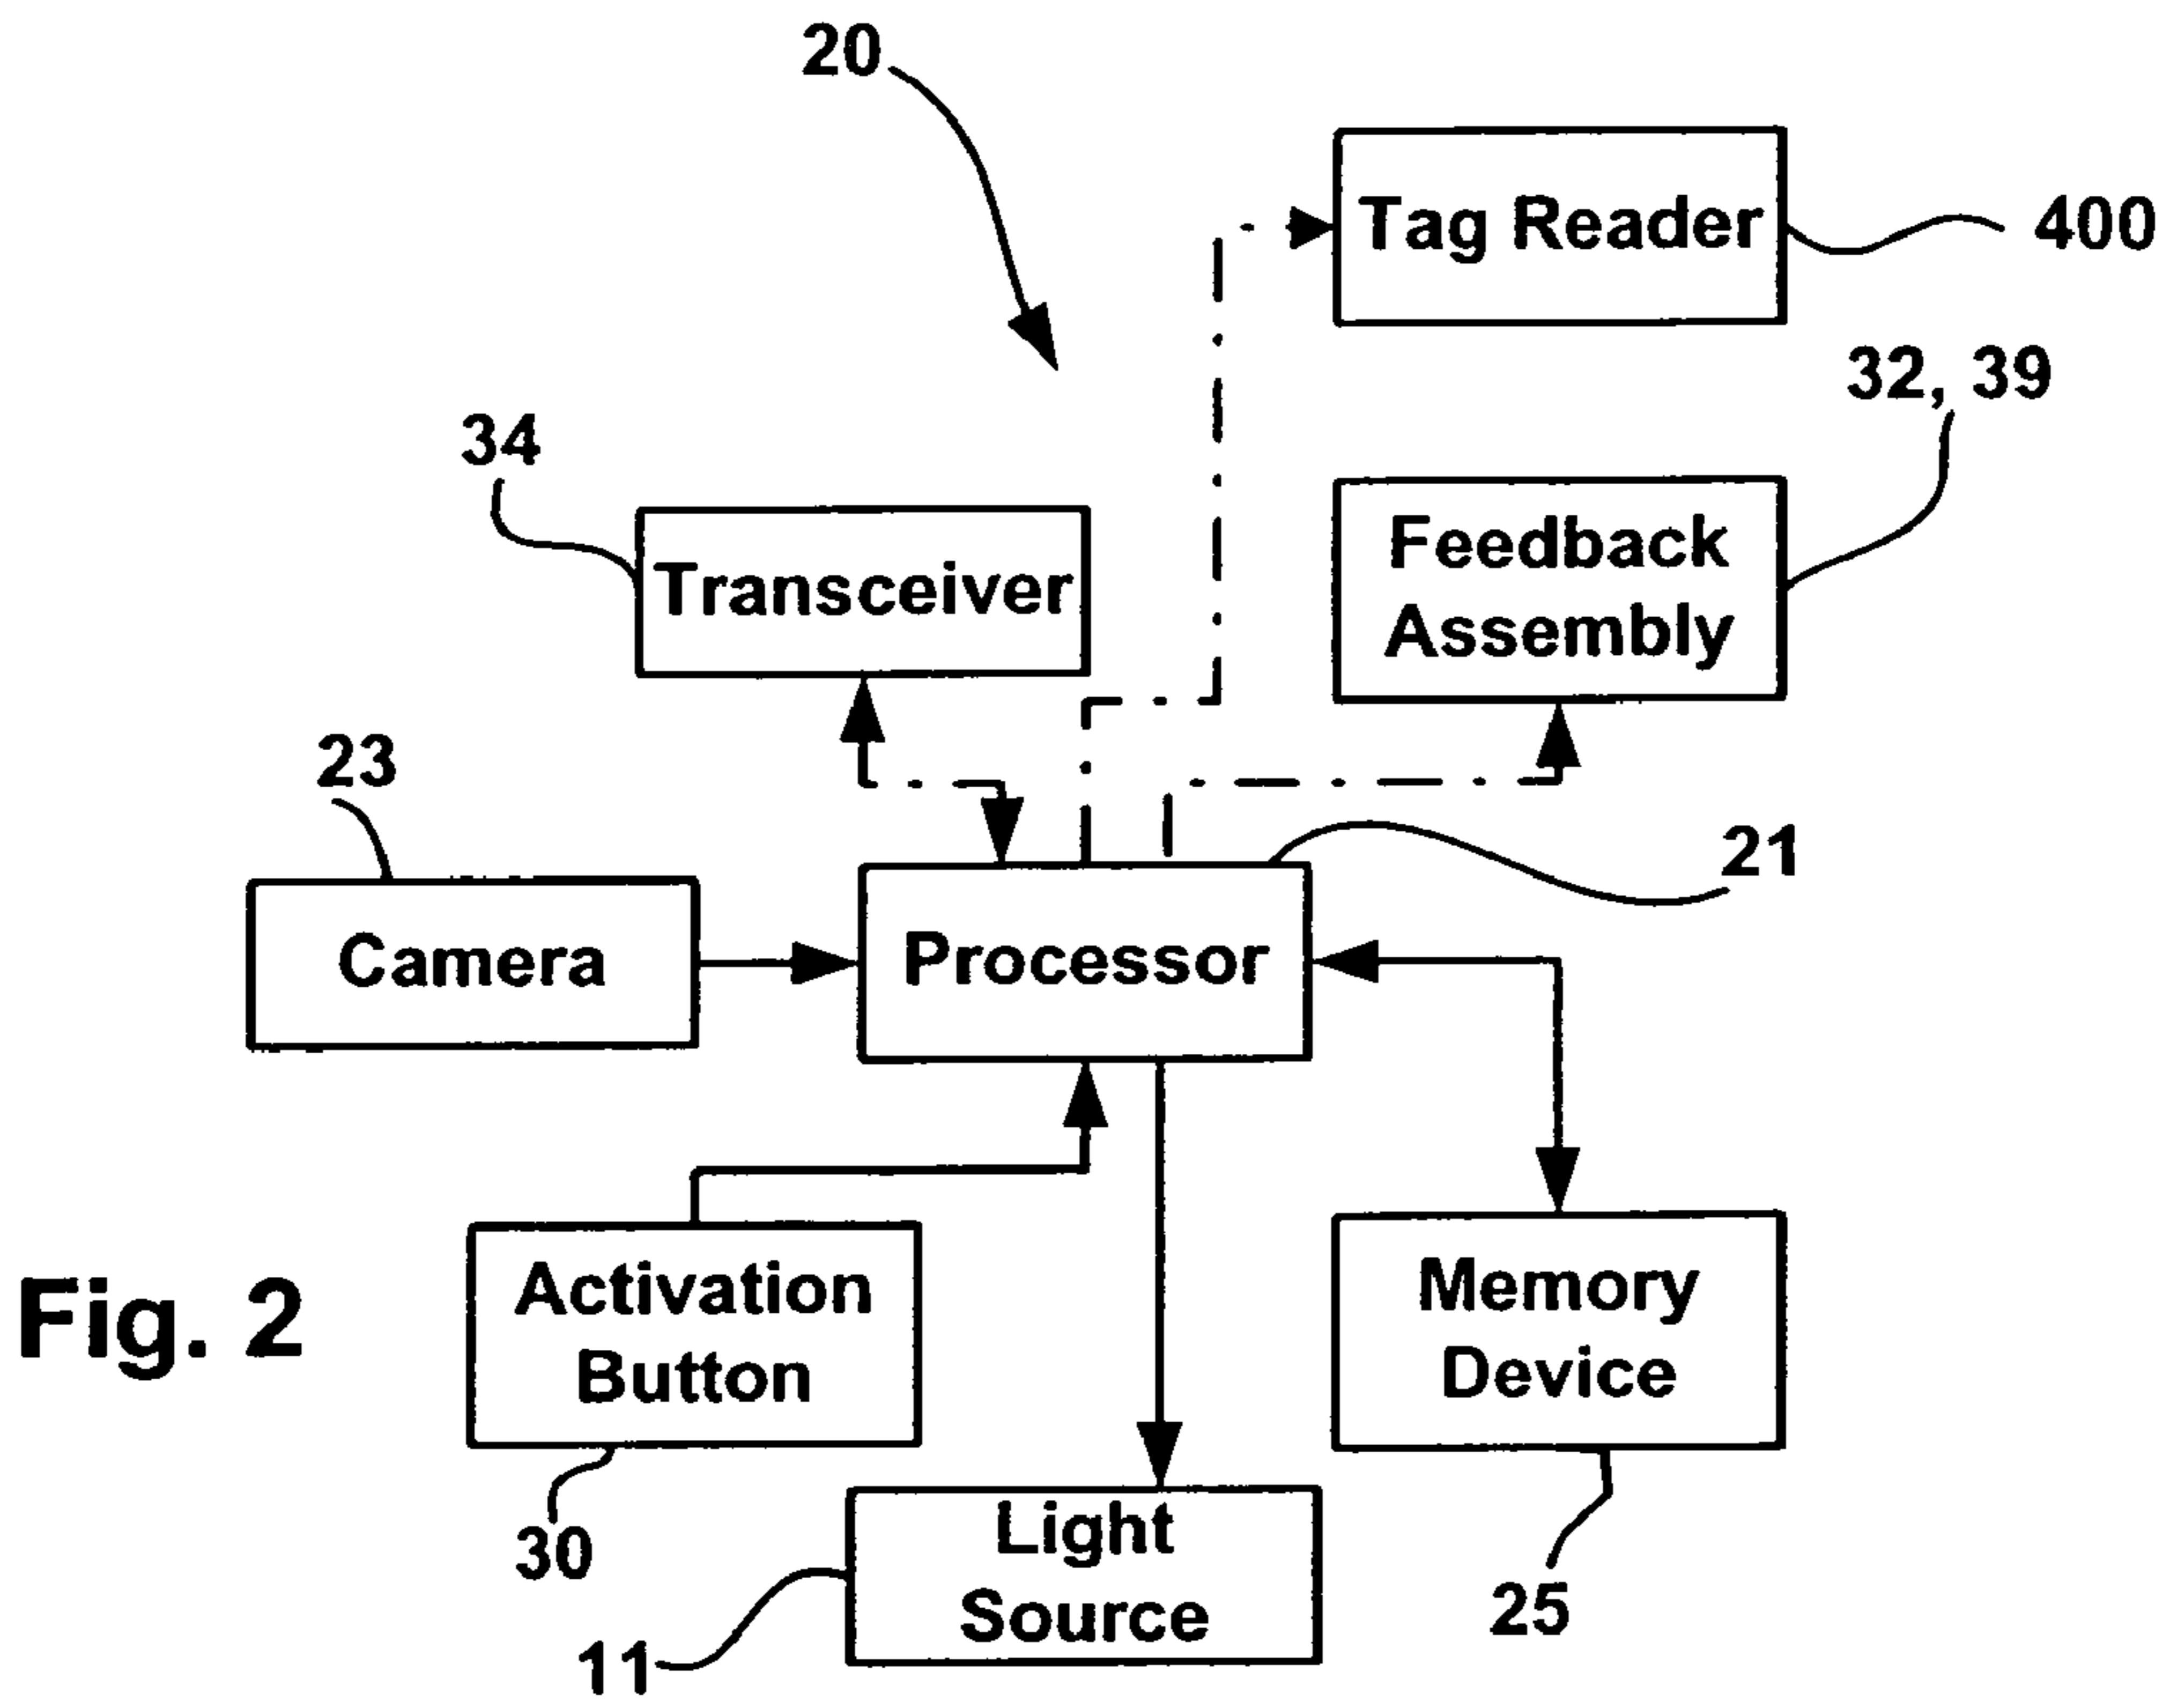 20
Tag Reader
400
32, 39
34
Feedback
Assembly
Transceiver
23
21
Camera
Processor
Activation
Button
Memory
Device
Fig. 2
30
Light
Source
25
11